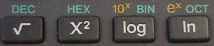 DEC HEX 10ˣ BIN eˣ OCT
√ X² log ln